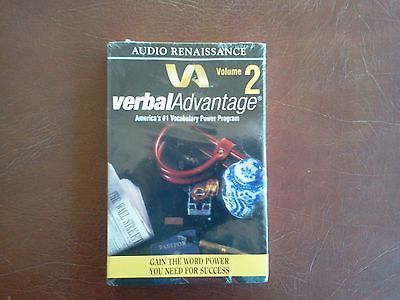 AUDIO RENAISSANCE
VA
Volume 2
verbalAdvantage®
America's #1 Vocabulary Power Program
PASSPORT
GAIN THE WORD POWER
YOU NEED FOR SUCCESS